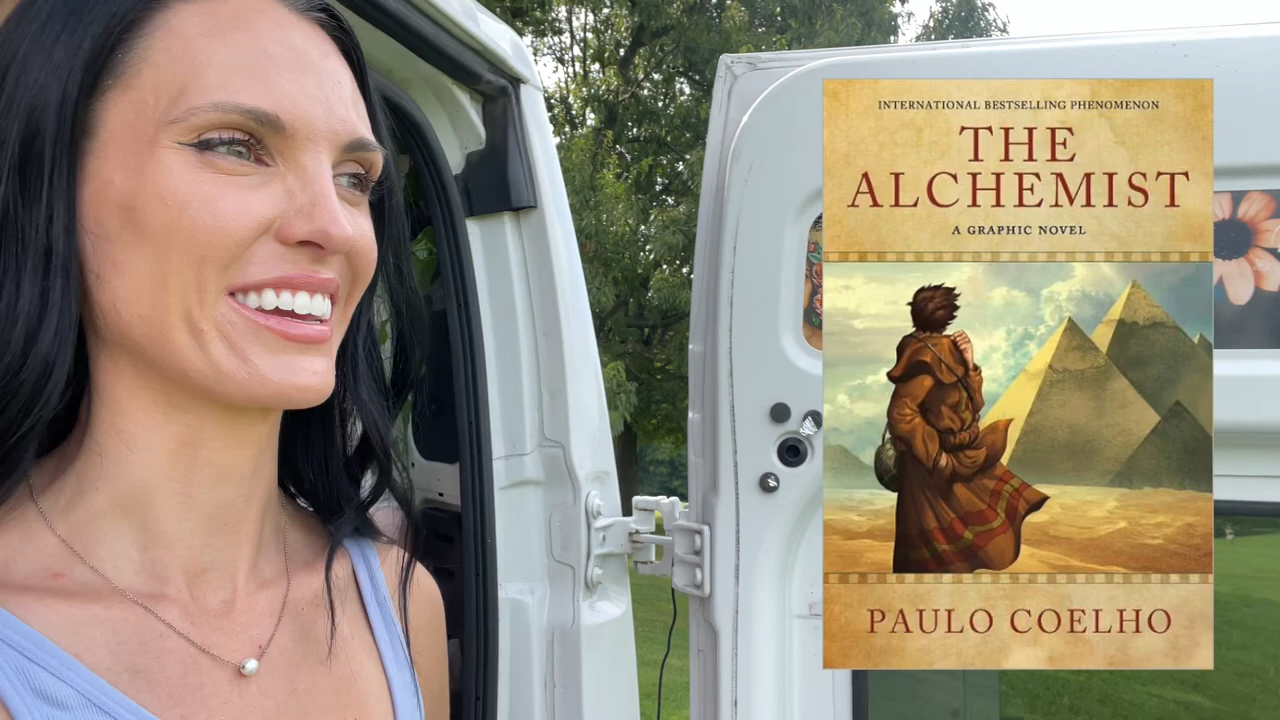 INTERNATIONAL BESTSELLING PHENOMENON
THE
ALCHEMIST
A GRAPHIC NOVEL
PAULO COELHO